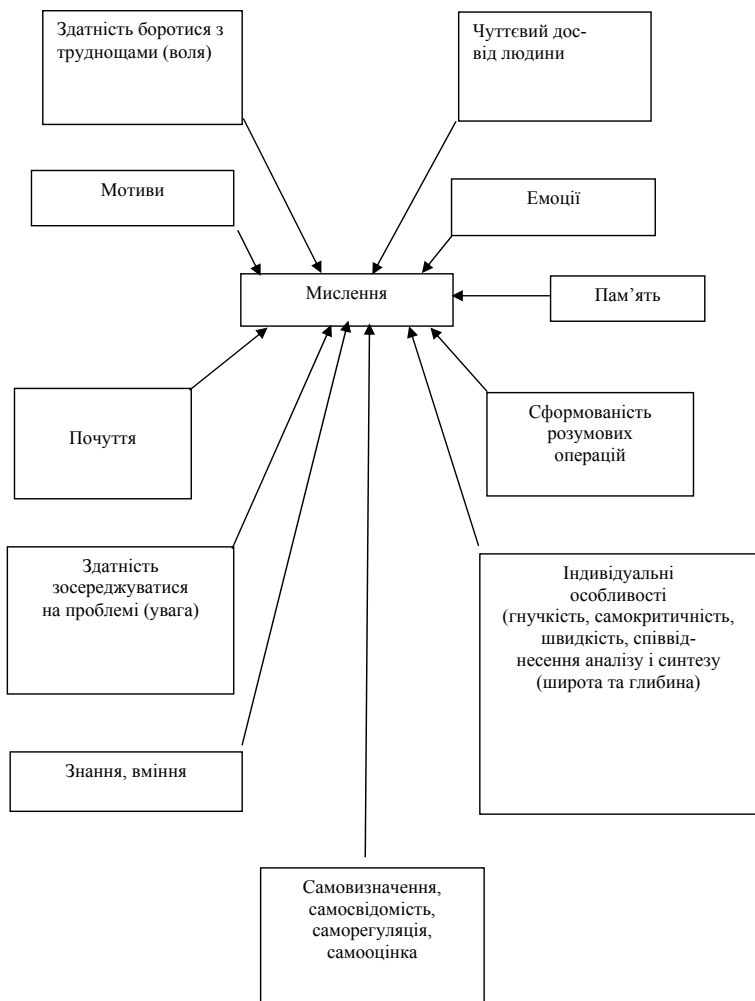 Здатність боротися з
труднощами (воля)
Чуттєвий дос-
від людини
Мотиви
Емоції
Мислення
Пам’ять
Почуття
Сформованість
розумових
операцій
Здатність
зосереджуватися
на проблемі (увага)
Індивідуальні
особливості
(гнучкість, самокритичність,
швидкість, співвід-
несення аналізу і синтезу
(широта та глибина)
Знання, вміння
Самовизначення,
самосвідомість,
саморегуляція,
самооцінка